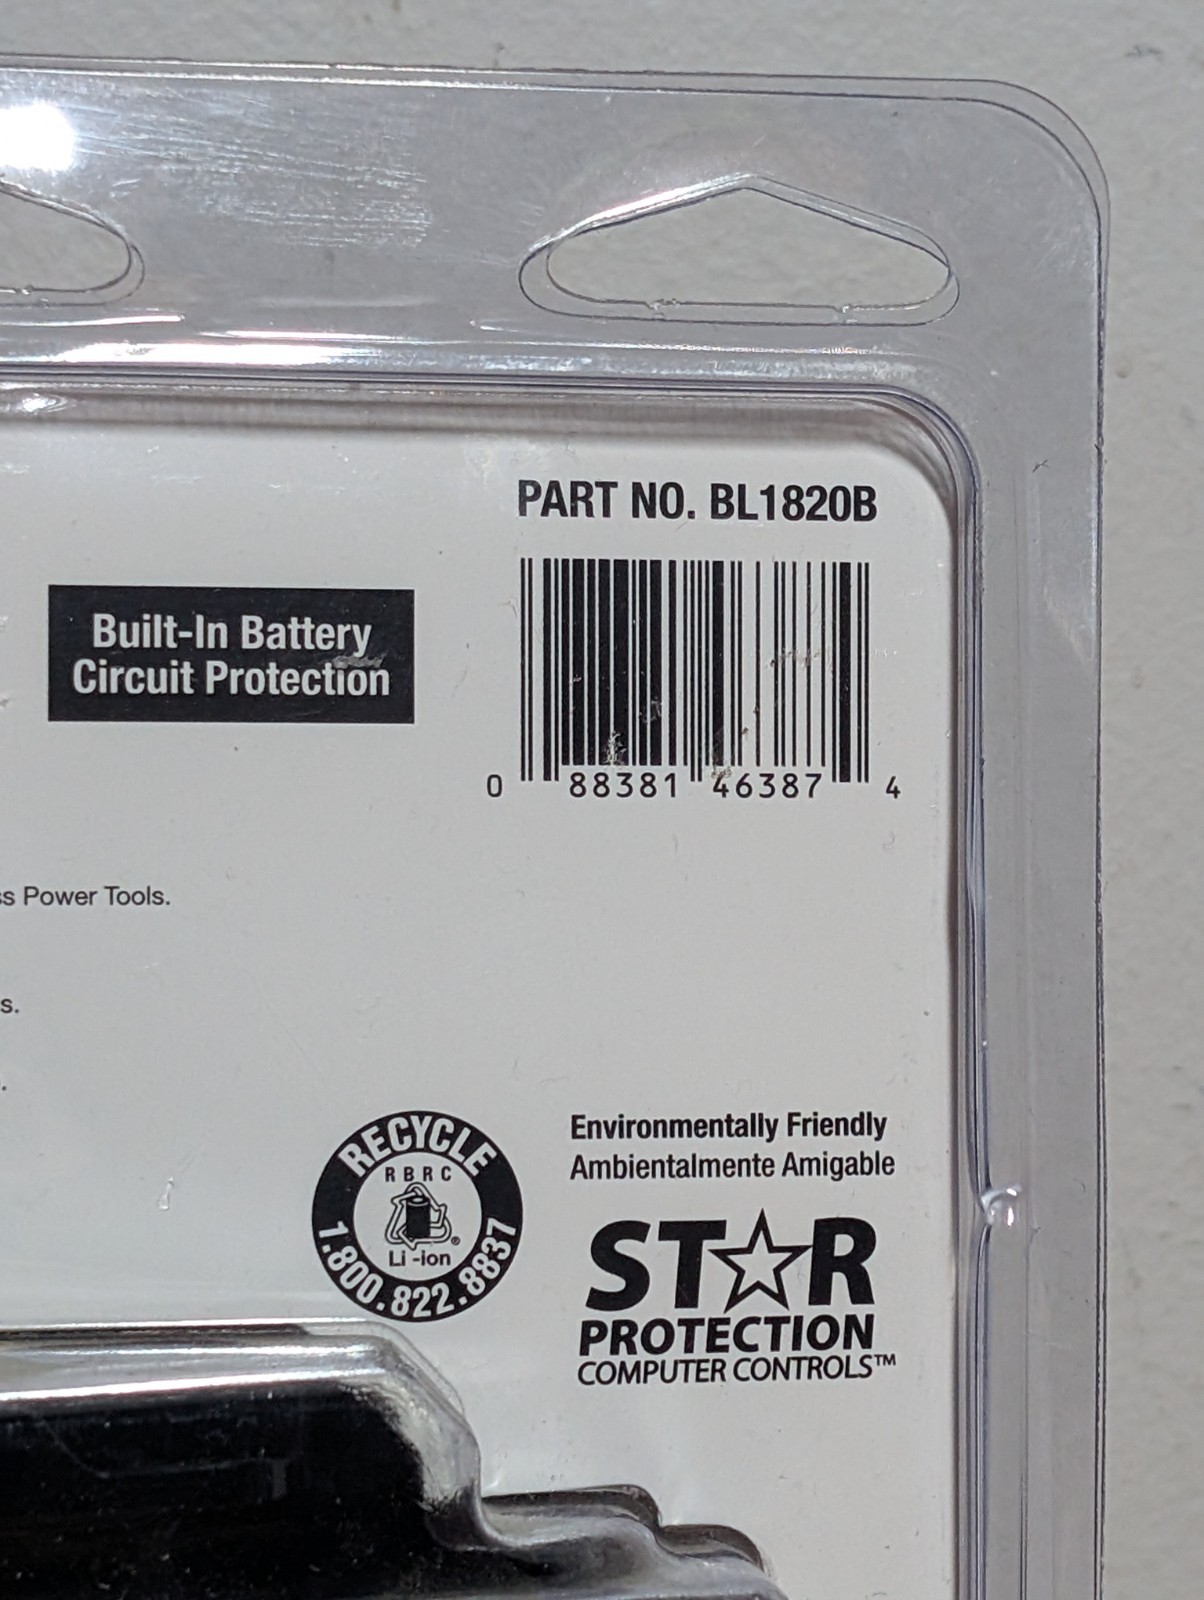 PART NO. BL1820B
Built-In Battery
Circuit Protection
0 88381 46387 4
Power Tools.
Environmentally Friendly
Ambientalmente Amigable
RECYCLE
RBRC
Li-ion
1.800.822.8837
STAR
PROTECTION
COMPUTER CONTROLS™